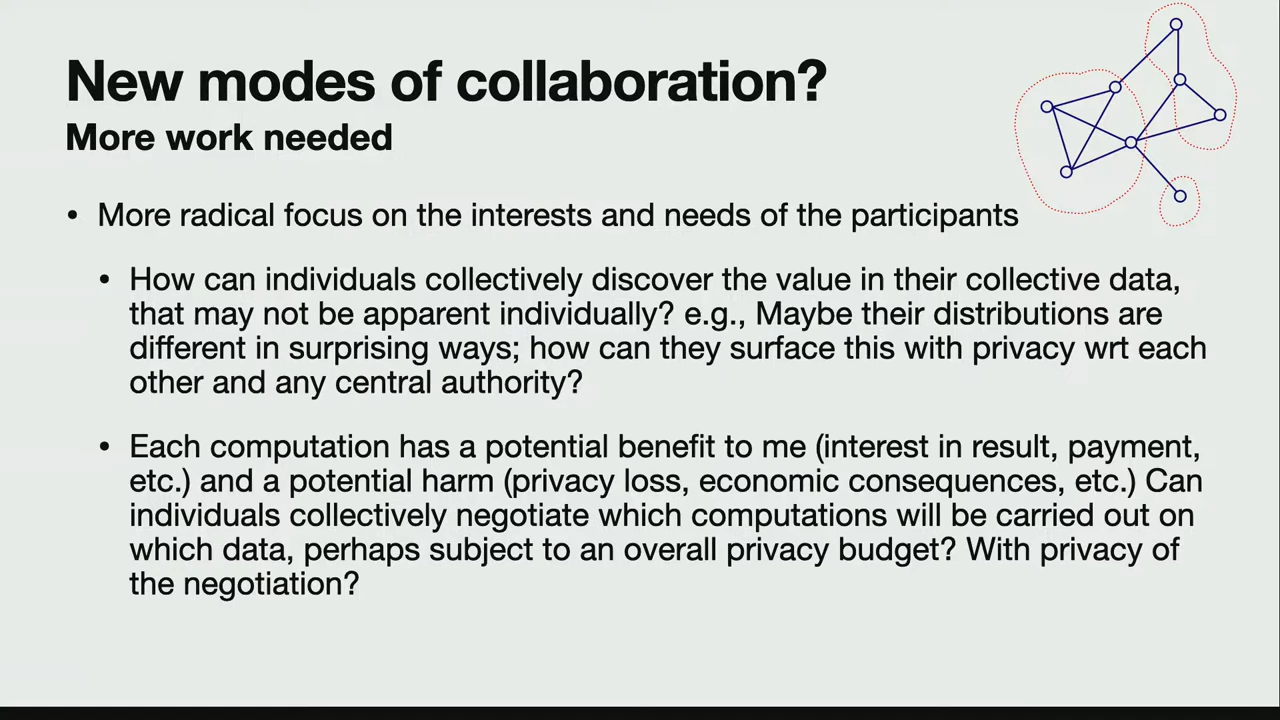 New modes of collaboration?
More work needed
• More radical focus on the interests and needs of the participants
• How can individuals collectively discover the value in their collective data,
that may not be apparent individually? e.g., Maybe their distributions are
different in surprising ways; how can they surface this with privacy wrt each
other and any central authority?
• Each computation has a potential benefit to me (interest in result, payment,
etc.) and a potential harm (privacy loss, economic consequences, etc.) Can
individuals collectively negotiate which computations will be carried out on
which data, perhaps subject to an overall privacy budget? With privacy of
the negotiation?